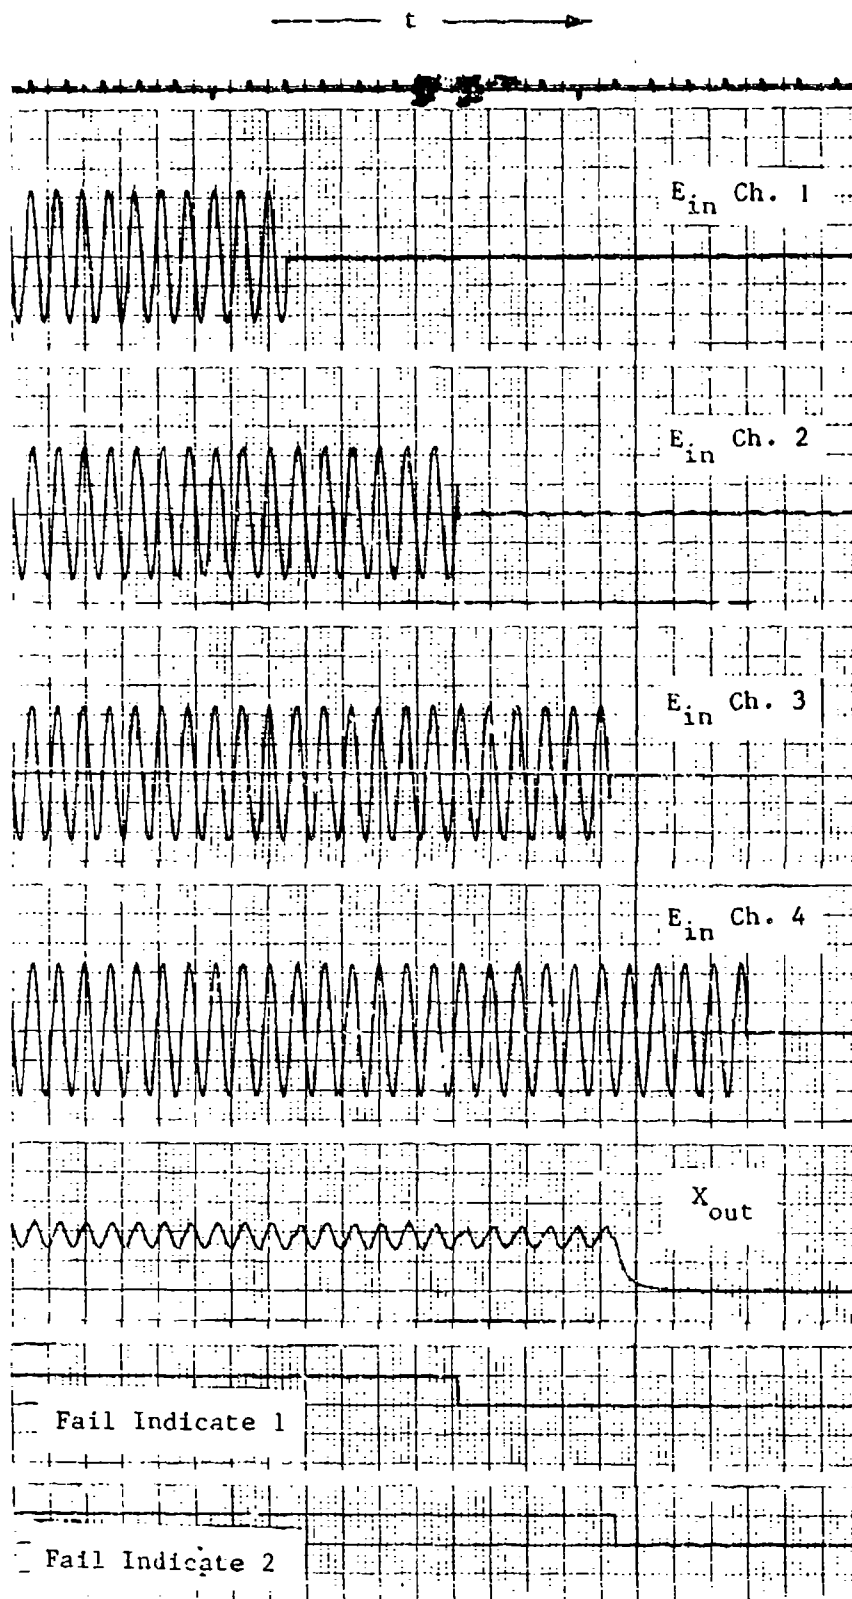 t
E_in Ch. 1
E_in Ch. 2
E_in Ch. 3
E_in Ch. 4
X_out
Fail Indicate 1
Fail Indicate 2